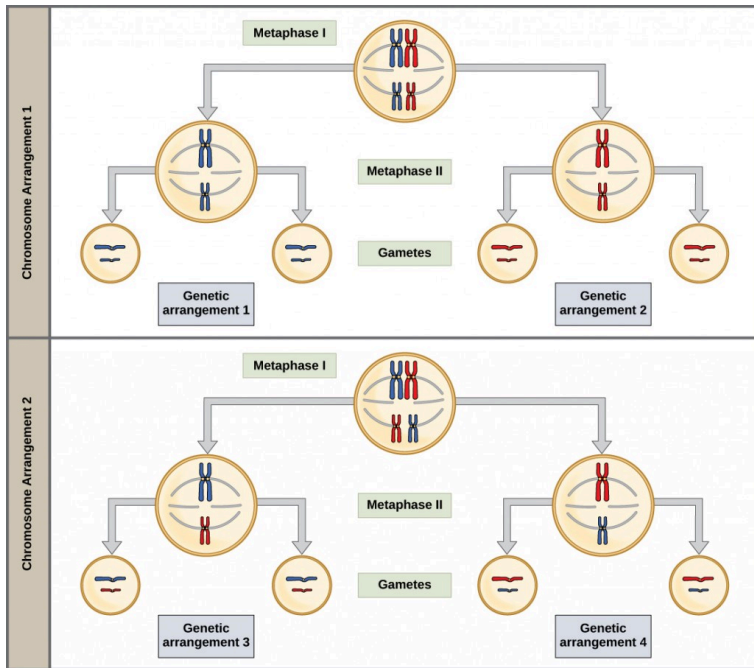 Chromosome Arrangement 1
Metaphase I
Metaphase II
Gametes
Genetic
arrangement 1
Genetic
arrangement 2
Chromosome Arrangement 2
Metaphase I
Metaphase II
Gametes
Genetic
arrangement 3
Genetic
arrangement 4